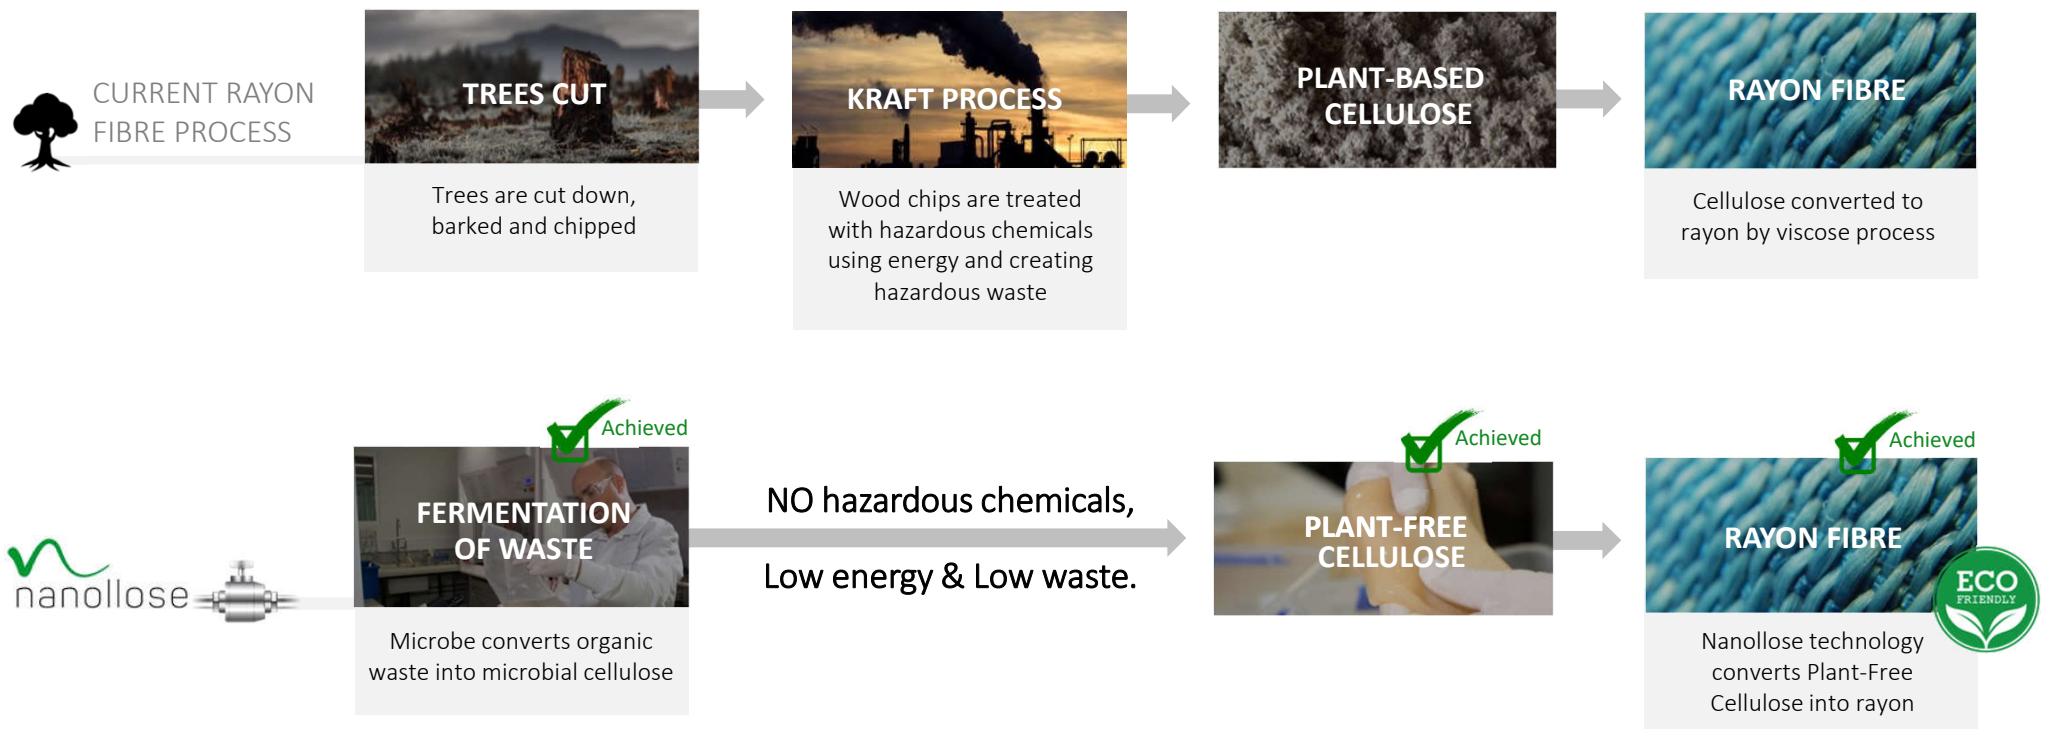 CURRENT RAYON
FIBRE PROCESS
TREES CUT
Trees are cut down,
barked and chipped
KRAFT PROCESS
Wood chips are treated
with hazardous chemicals
using energy and creating
hazardous waste
PLANT-BASED
CELLULOSE
RAYON FIBRE
Cellulose converted to
rayon by viscose process
nanollose
Achieved
FERMENTATION
OF WASTE
Microbe converts organic
waste into microbial cellulose
NO hazardous chemicals,
Low energy & Low waste.
Achieved
PLANT-FREE
CELLULOSE
Achieved
RAYON FIBRE
ECO
FRIENDLY
Nanollose technology
converts Plant-Free
Cellulose into rayon